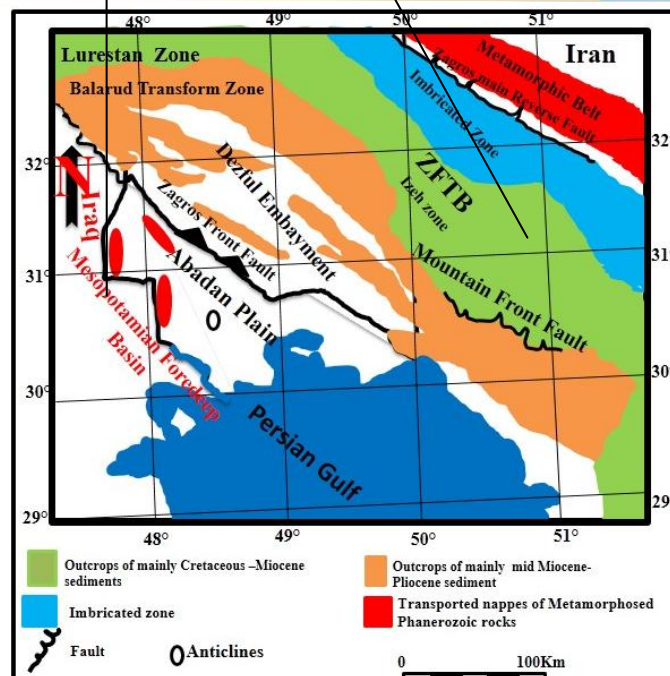 48°
49°
50°
51°
Lurestan Zone
Iran
Metamorphic Belt
Zagros main Reverse Fault
Balarud Transform Zone
Imbricated Zone
32°
32
N
Iraq
Dezful Embayment
ZFTB
Izeh zone
Zagros Front Fault
31°
31°
Abadan Plain
Mountain Front Fault
Mesopotamian Foredeep
Basin
30°
30
Persian Gulf
29°
29
48°
49°
50°
51°
Outcrops of mainly Cretaceous –Miocene
sediments
Outcrops of mainly mid Miocene-
Pliocene sediment
Imbricated zone
Transported nappes of Metamorphosed
Phanerozoic rocks
Fault
Anticlines
0
100Km